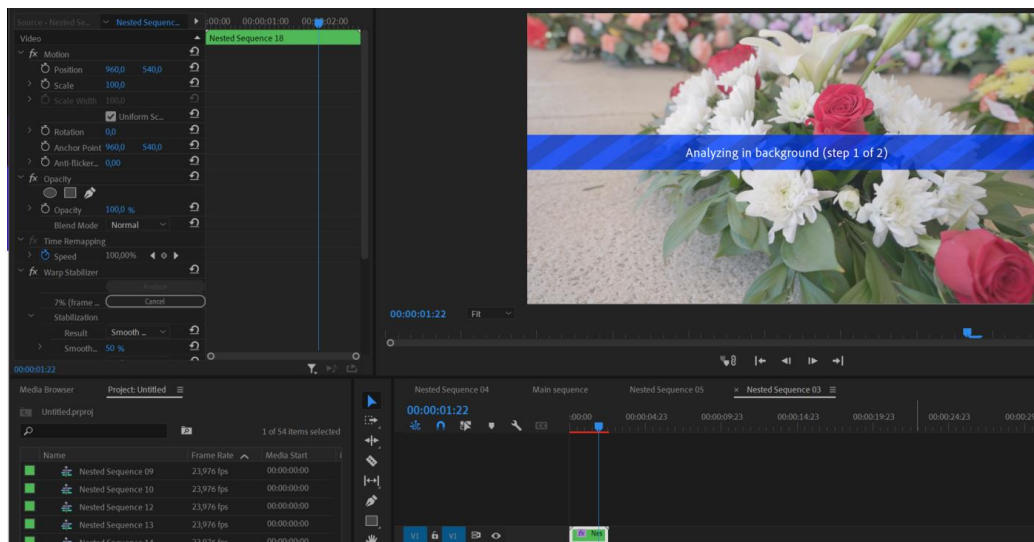 Source • Nested Se... Nested Sequenc... :00:00 00:00:01:00 00:00:02:00
Video Nested Sequence 18
fx Motion
Position 960,0 540,0
Scale 100,0
Scale Width 100,0
Uniform Sc...
Rotation 0,0
Anchor Point 960,0 540,0
Anti-flicker... 0,00
fx Opacity
Opacity 100,0 %
Blend Mode Normal
fx Time Remapping
Speed 100,00%
fx Warp Stabilizer
Analyze
7% (frame ... Cancel
Stabilization
Result Smooth ...
Smooth... 50 %
00:00:01:22
Analyzing in background (step 1 of 2)
00:00:01:22 Fit
Media Browser Project: Untitled
Untitled.prproj
1 of 54 items selected
Name Frame Rate Media Start
Nested Sequence 09 23,976 fps 00:00:00:00
Nested Sequence 10 23,976 fps 00:00:00:00
Nested Sequence 12 23,976 fps 00:00:00:00
Nested Sequence 13 23,976 fps 00:00:00:00
Nested Sequence 04 Main sequence Nested Sequence 05 × Nested Sequence 03
00:00:01:22
:00:00 00:00:04:23 00:00:09:23 00:00:14:23 00:00:19:23 00:00:24:23
V1 V1 fx Nes